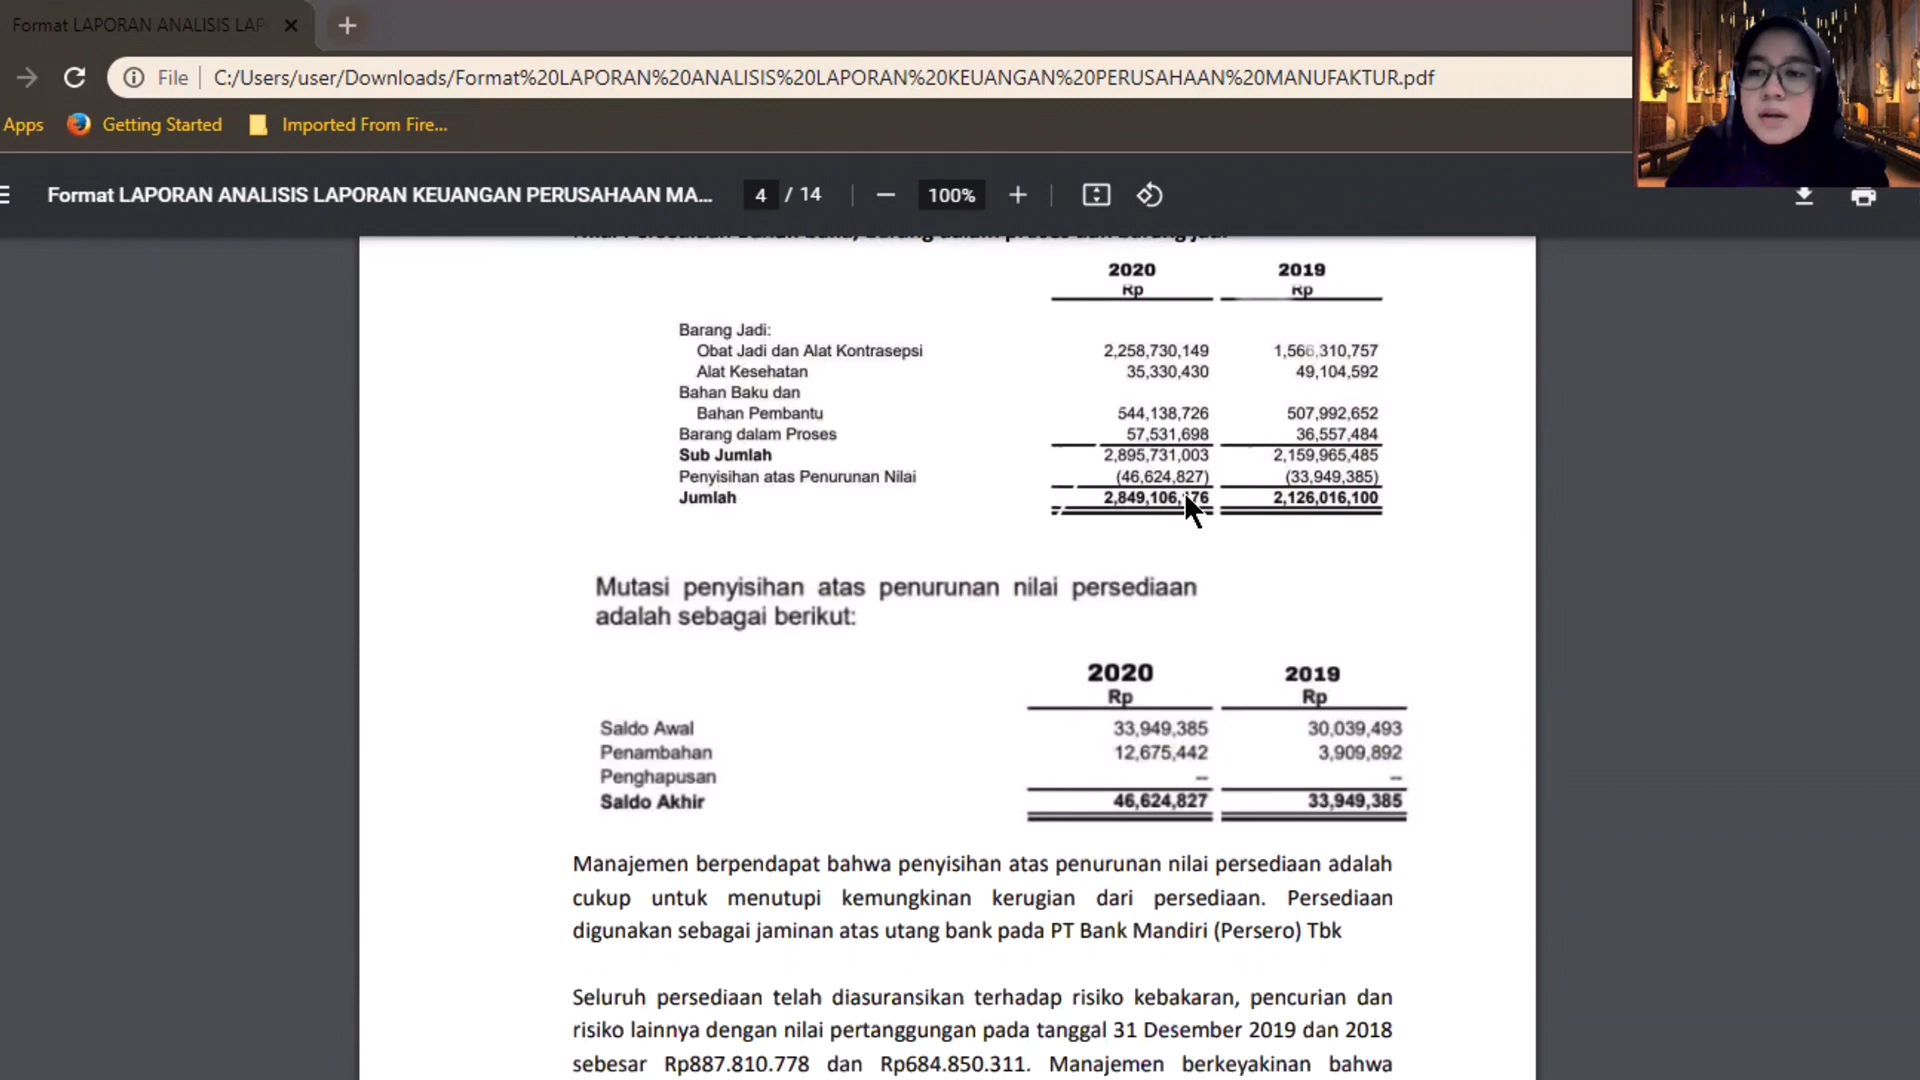 Format LAPORAN ANALISIS LAP
File C:/Users/user/Downloads/Format%20LAPORAN%20ANALISIS%20LAPORAN%20KEUANGAN%20PERUSAHAAN%20MANUFAKTUR.pdf
Apps Getting Started Imported From Fire...
Format LAPORAN ANALISIS LAPORAN KEUANGAN PERUSAHAAN MA... 4 / 14 100%
2020 2019
Rp Rp
Barang Jadi:
Obat Jadi dan Alat Kontrasepsi 2,258,730,149 1,566,310,757
Alat Kesehatan 35,330,430 49,104,592
Bahan Baku dan
Bahan Pembantu 544,138,726 507,992,652
Barang dalam Proses 57,531,698 36,557,484
Sub Jumlah 2,895,731,003 2,159,965,485
Penyisihan atas Penurunan Nilai (46,624,827) (33,949,385)
Jumlah 2,126,016,100
Mutasi penyisihan atas penurunan nilai persediaan
adalah sebagai berikut:
2020 2019
Rp Rp
Saldo Awal 33,949,385 30,039,493
Penambahan 12,675,442 3,909,892
Penghapusan – –
Saldo Akhir 46,624,827 33,949,385
Manajemen berpendapat bahwa penyisihan atas penurunan nilai persediaan adalah
cukup untuk menutupi kemungkinan kerugian dari persediaan. Persediaan
digunakan sebagai jaminan atas utang bank pada PT Bank Mandiri (Persero) Tbk
Seluruh persediaan telah diasuransikan terhadap risiko kebakaran, pencurian dan
risiko lainnya dengan nilai pertanggungan pada tanggal 31 Desember 2019 dan 2018
sebesar Rp887.810.778 dan Rp684.850.311. Manajemen berkeyakinan bahwa